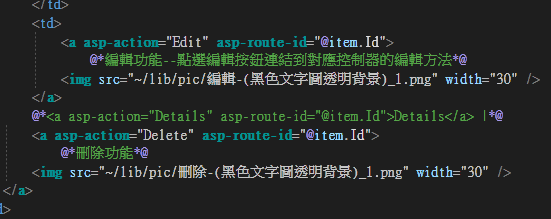 </td>
<td>
<a asp-action="Edit" asp-route-id="@item.Id">
@*編輯功能--點選編輯按鈕連結到對應控制器的編輯方法*@
<img src="~/lib/pic/編輯-(黑色文字圖透明背景)_1.png" width="30" />
</a>
@*<a asp-action="Details" asp-route-id="@item.Id">Details</a> |*@
<a asp-action="Delete" asp-route-id="@item.Id">
@*刪除功能*@
<img src="~/lib/pic/刪除-(黑色文字圖透明背景)_1.png" width="30" />
</a>
d>